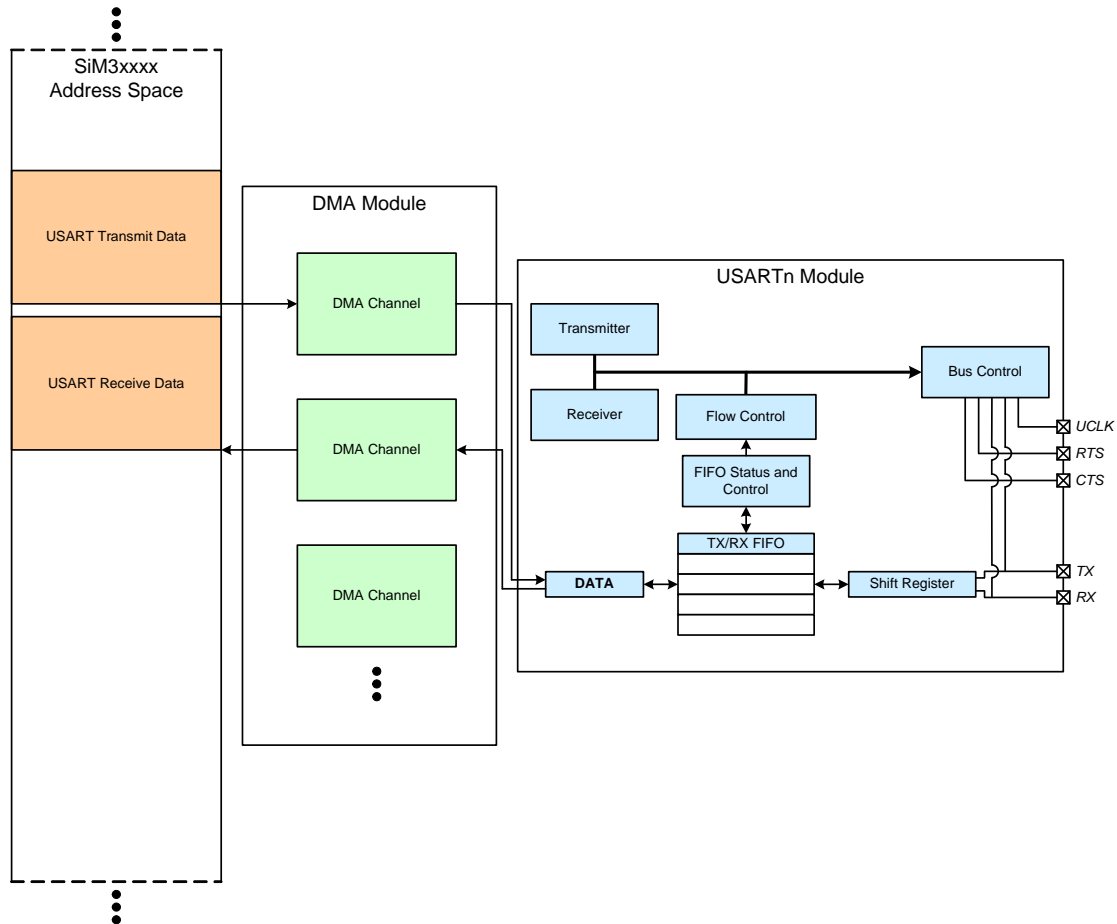 SiM3xxxx
Address Space
USART Transmit Data
USART Receive Data
DMA Module
DMA Channel
DMA Channel
DMA Channel
USARTn Module
Transmitter
Receiver
Bus Control
Flow Control
FIFO Status and
Control
TX/RX FIFO
DATA
Shift Register
UCLK
RTS
CTS
TX
RX